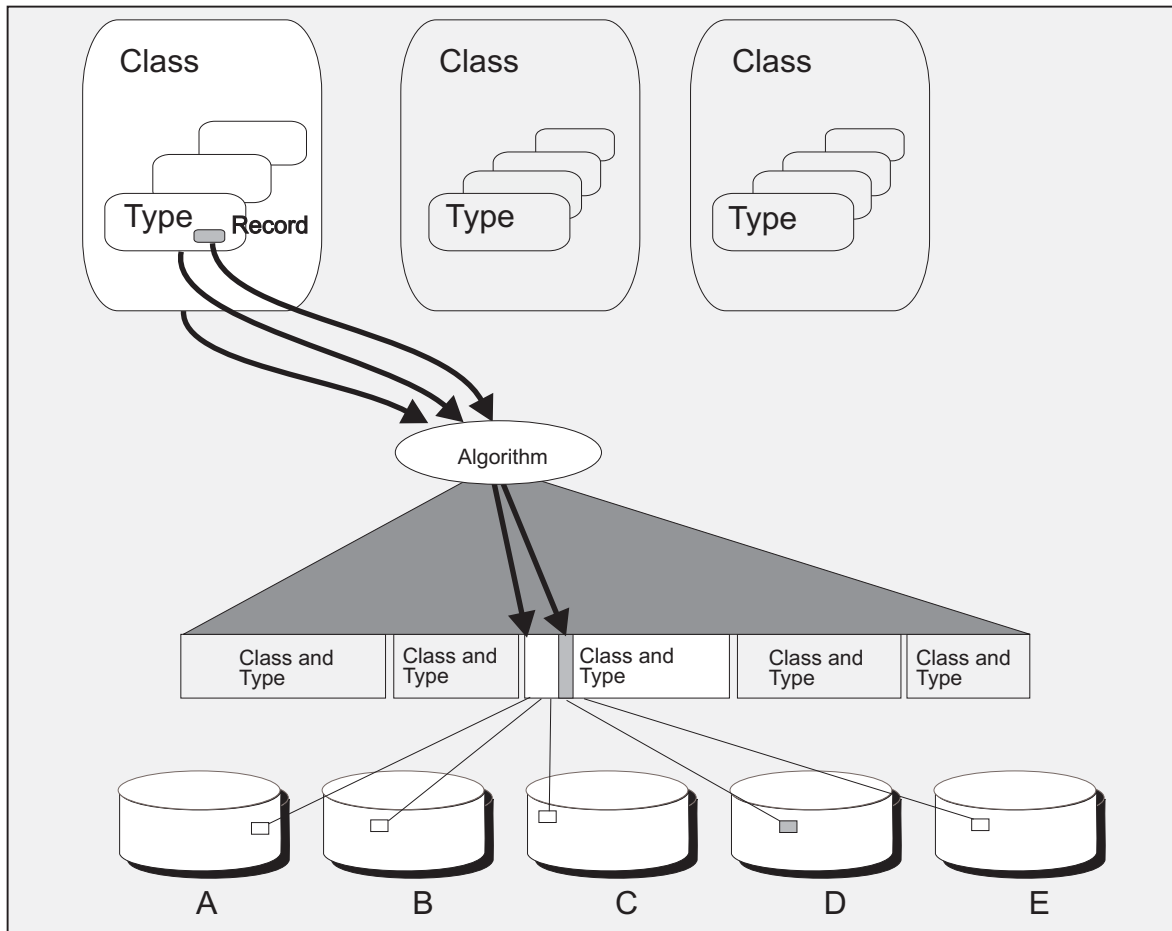 Class
Class
Class
Type
Record
Type
Type
Algorithm
Class and
Type
Class and
Type
Class and
Type
Class and
Type
Class and
Type
A
B
C
D
E